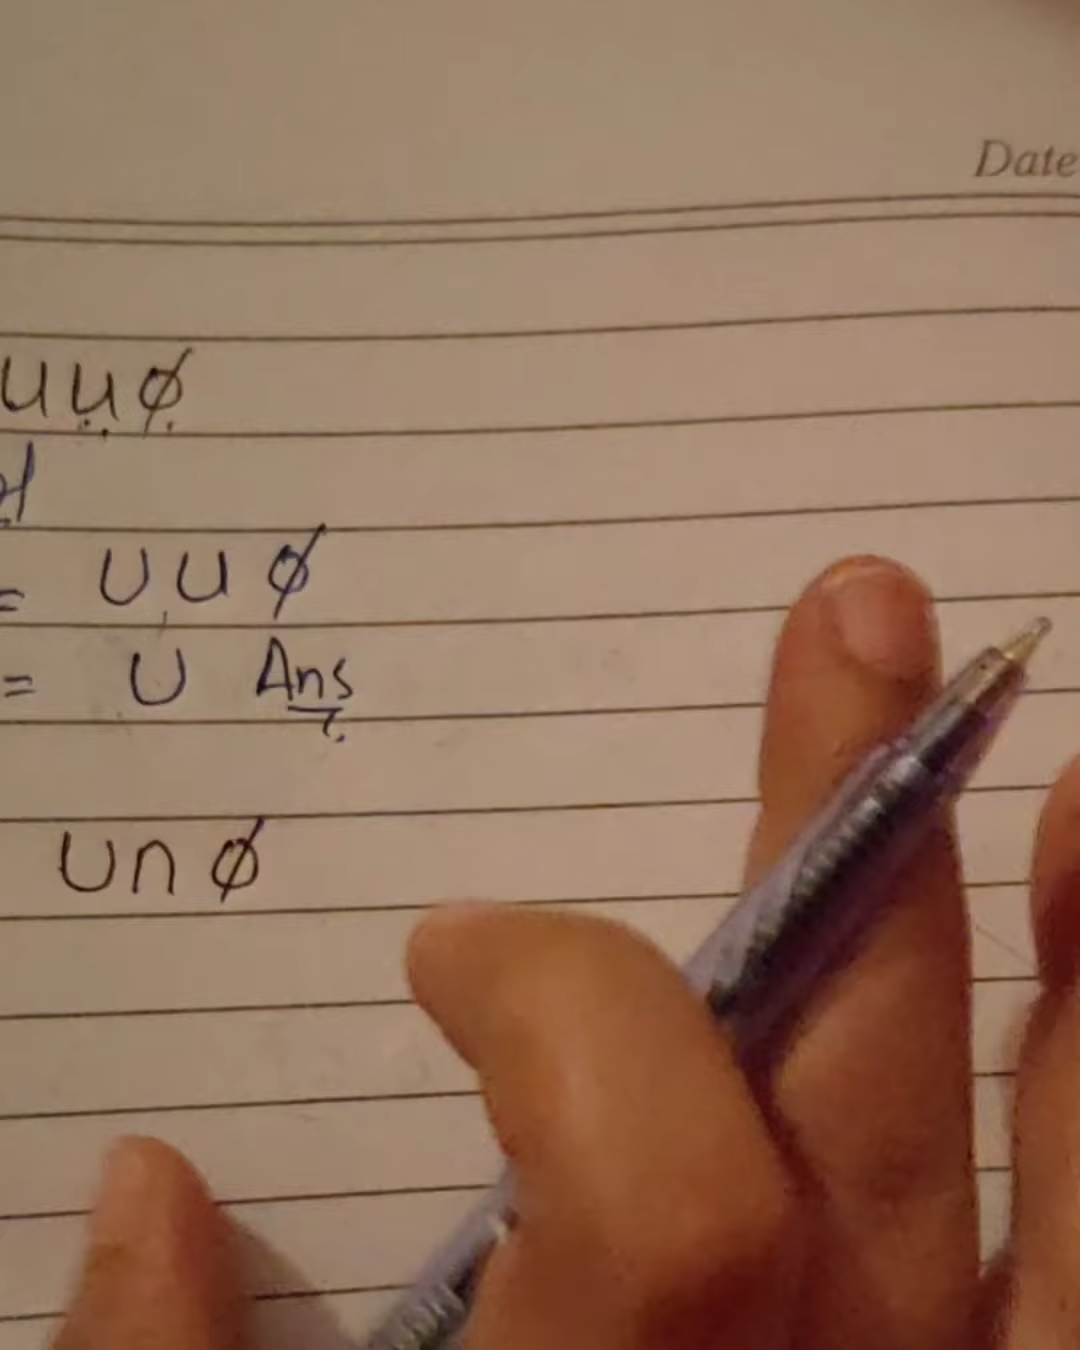 Date
U ∪ ϕ
= U ∪ ϕ
= U Ans
U ∩ ϕ